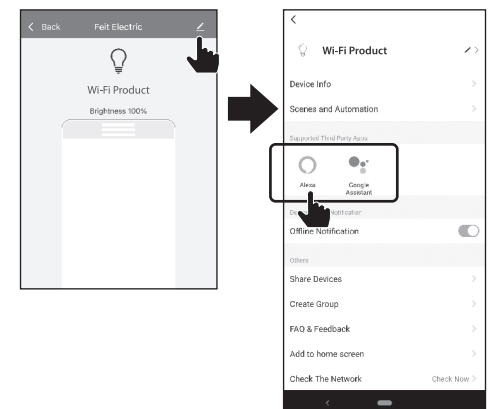 Back Feit Electric
Wi-Fi Product
Brightness 100%
Wi-Fi Product
Device Info
Scenes and Automation
Supported Third Party Apps
Alexa
Google
Assistant
Notification
Offline Notification
Others
Share Devices
Create Group
FAQ & Feedback
Add to home screen
Check The Network Check Now